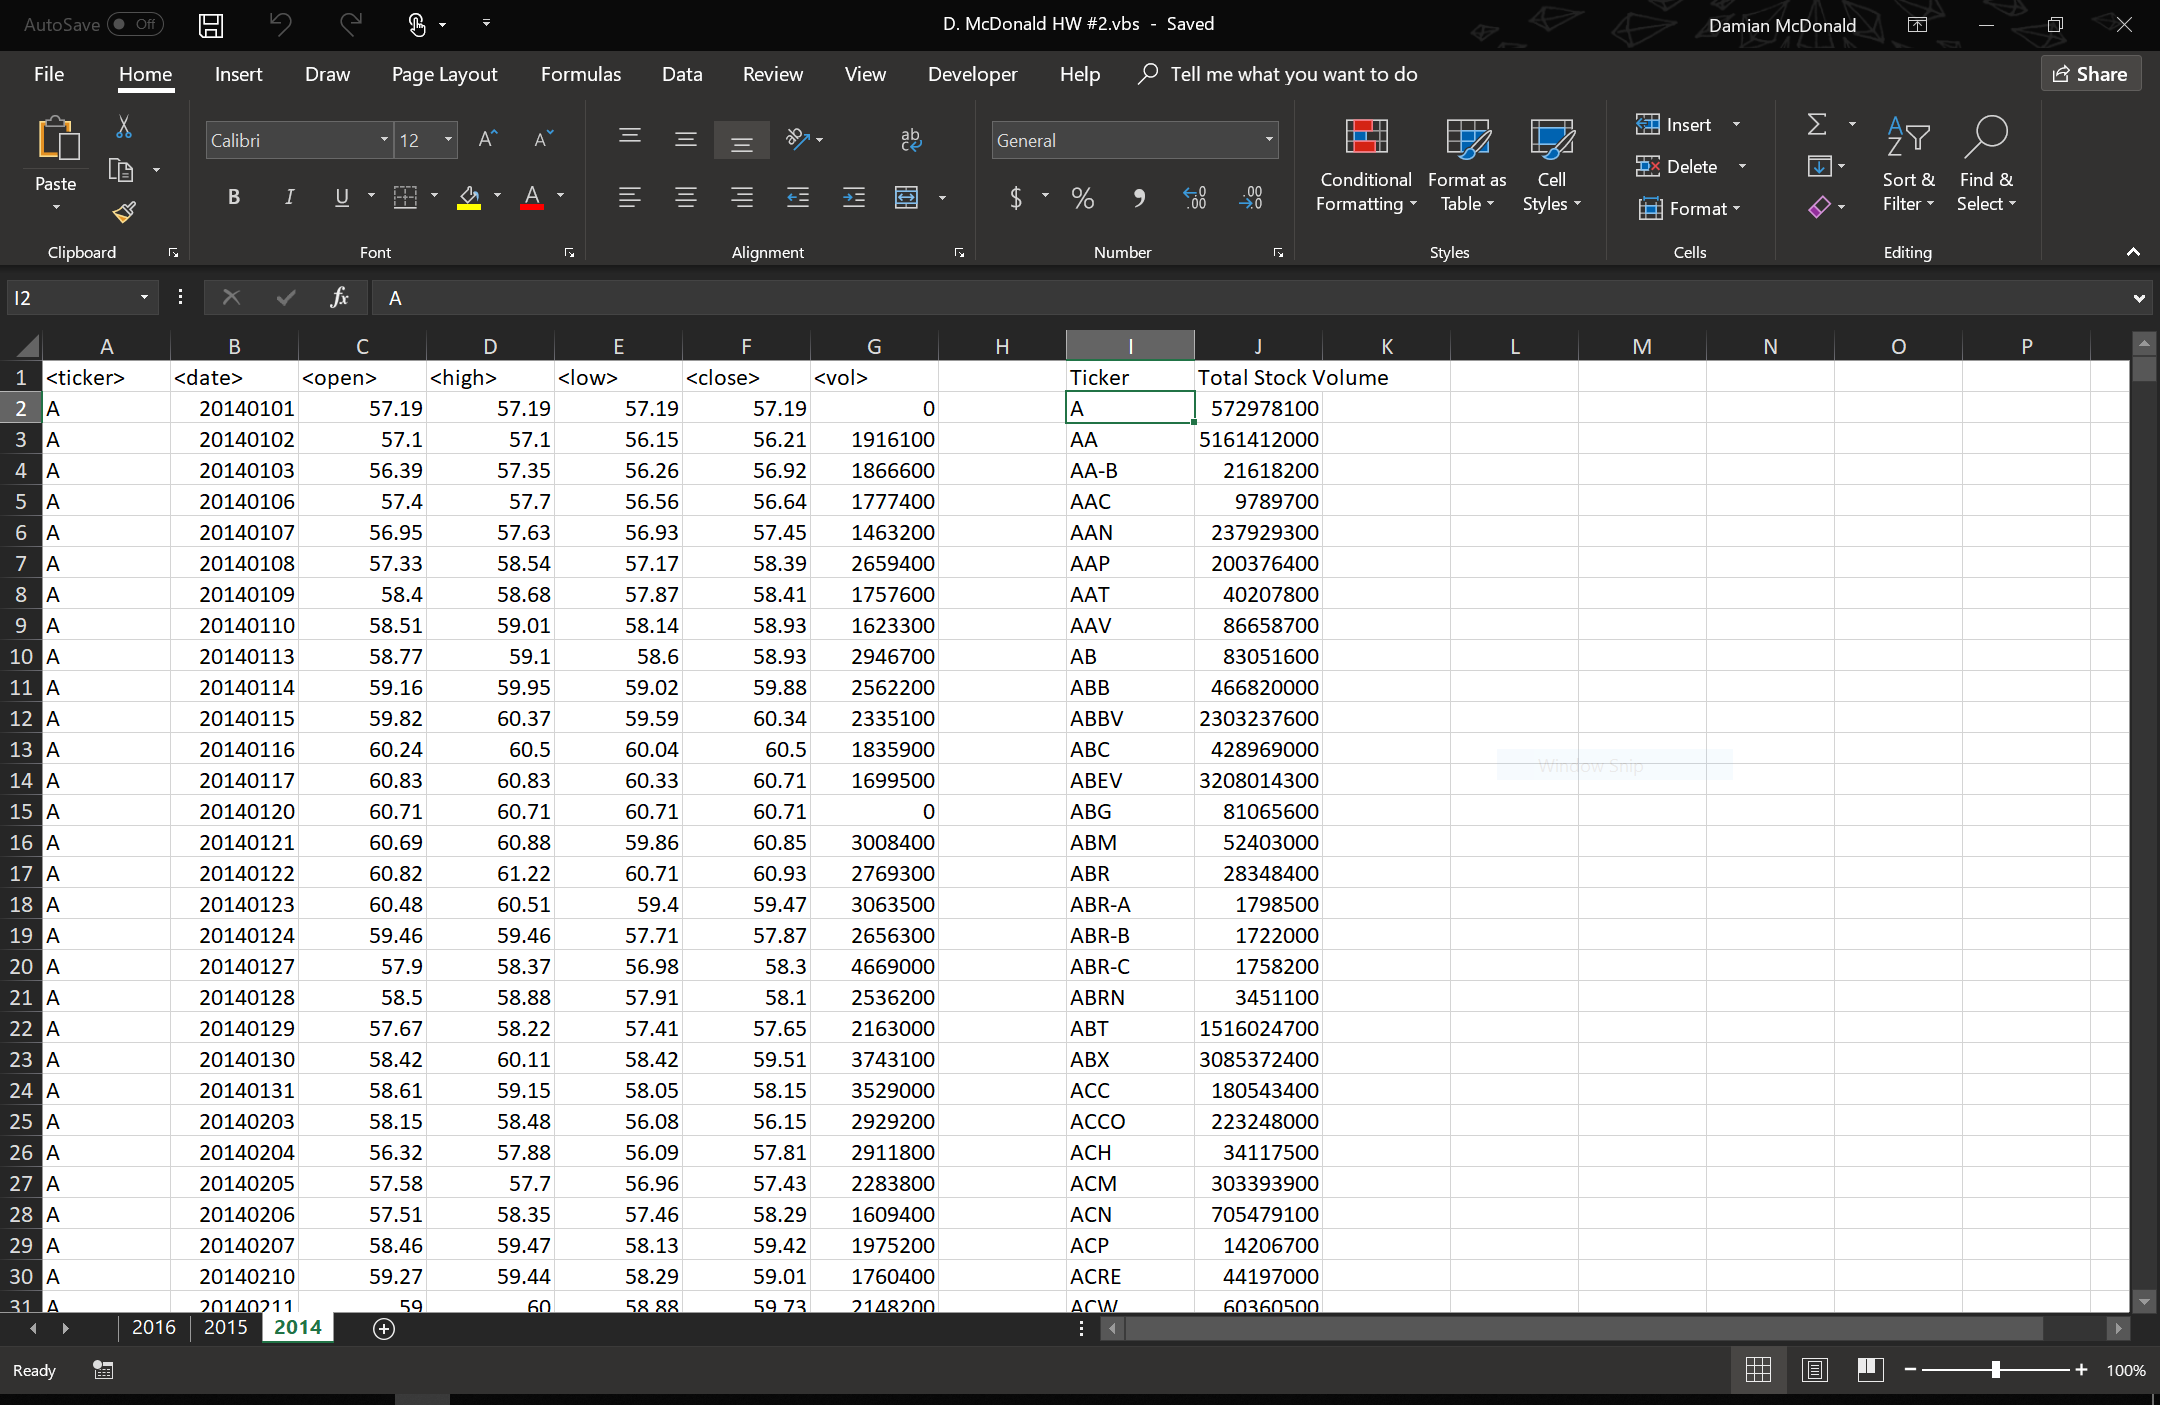 AutoSave Off D. McDonald HW #2.vbs - Saved Damian McDonald
File Home Insert Draw Page Layout Formulas Data Review View Developer Help Tell me what you want to do Share
Paste Calibri 12 General Conditional Formatting Format as Table Cell Styles Insert Delete Format Sort & Filter Find & Select
Clipboard Font Alignment Number Styles Cells Editing
I2 fx A
A B C D E F G H I J K L M N O P
1 <ticker> <date> <open> <high> <low> <close> <vol> Ticker Total Stock Volume
2 A 20140101 57.19 57.19 57.19 57.19 0 A 572978100
3 A 20140102 57.1 57.1 56.15 56.21 1916100 AA 5161412000
4 A 20140103 56.39 57.35 56.26 56.92 1866600 AA-B 21618200
5 A 20140106 57.4 57.7 56.56 56.64 1777400 AAC 9789700
6 A 20140107 56.95 57.63 56.93 57.45 1463200 AAN 237929300
7 A 20140108 57.33 58.54 57.17 58.39 2659400 AAP 200376400
8 A 20140109 58.4 58.68 57.87 58.41 1757600 AAT 40207800
9 A 20140110 58.51 59.01 58.14 58.93 1623300 AAV 86658700
10 A 20140113 58.77 59.1 58.6 58.93 2946700 AB 83051600
11 A 20140114 59.16 59.95 59.02 59.88 2562200 ABB 466820000
12 A 20140115 59.82 60.37 59.59 60.34 2335100 ABBV 2303237600
13 A 20140116 60.24 60.5 60.04 60.5 1835900 ABC 428969000
Window Snip
14 A 20140117 60.83 60.83 60.33 60.71 1699500 ABEV 3208014300
15 A 20140120 60.71 60.71 60.71 60.71 0 ABG 81065600
16 A 20140121 60.69 60.88 59.86 60.85 3008400 ABM 52403000
17 A 20140122 60.82 61.22 60.71 60.93 2769300 ABR 28348400
18 A 20140123 60.48 60.51 59.4 59.47 3063500 ABR-A 1798500
19 A 20140124 59.46 59.46 57.71 57.87 2656300 ABR-B 1722000
20 A 20140127 57.9 58.37 56.98 58.3 4669000 ABR-C 1758200
21 A 20140128 58.5 58.88 57.91 58.1 2536200 ABRN 3451100
22 A 20140129 57.67 58.22 57.41 57.65 2163000 ABT 1516024700
23 A 20140130 58.42 60.11 58.42 59.51 3743100 ABX 3085372400
24 A 20140131 58.61 59.15 58.05 58.15 3529000 ACC 180543400
25 A 20140203 58.15 58.48 56.08 56.15 2929200 ACCO 223248000
26 A 20140204 56.32 57.88 56.09 57.81 2911800 ACH 34117500
27 A 20140205 57.58 57.7 56.96 57.43 2283800 ACM 303393900
28 A 20140206 57.51 58.35 57.46 58.29 1609400 ACN 705479100
29 A 20140207 58.46 59.47 58.13 59.42 1975200 ACP 14206700
30 A 20140210 59.27 59.44 58.29 59.01 1760400 ACRE 44197000
31 A 20140211 59 60 58.88 59.73 2148200 ACW 60360500
2016 2015 2014
Ready 100%